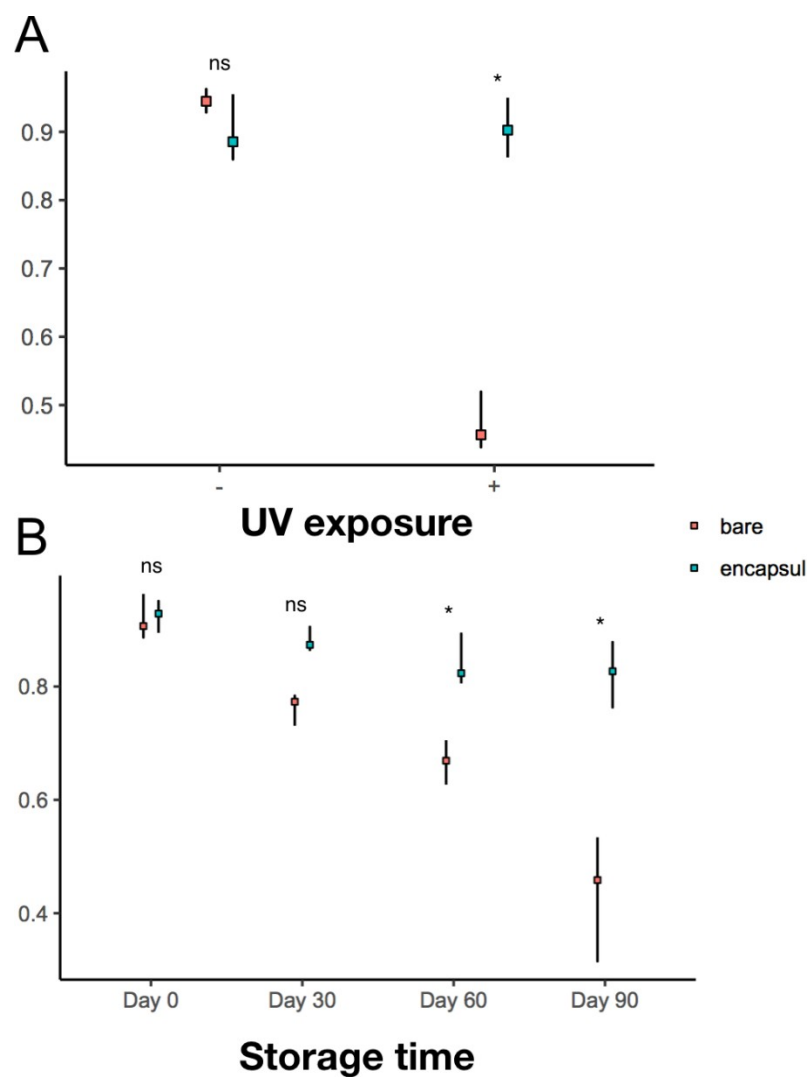 A
ns
*
0.9
0.8
0.7
0.6
0.5
- +
UV exposure
B
bare
encapsul
ns
ns
*
*
0.8
0.6
0.4
Day 0 Day 30 Day 60 Day 90
Storage time